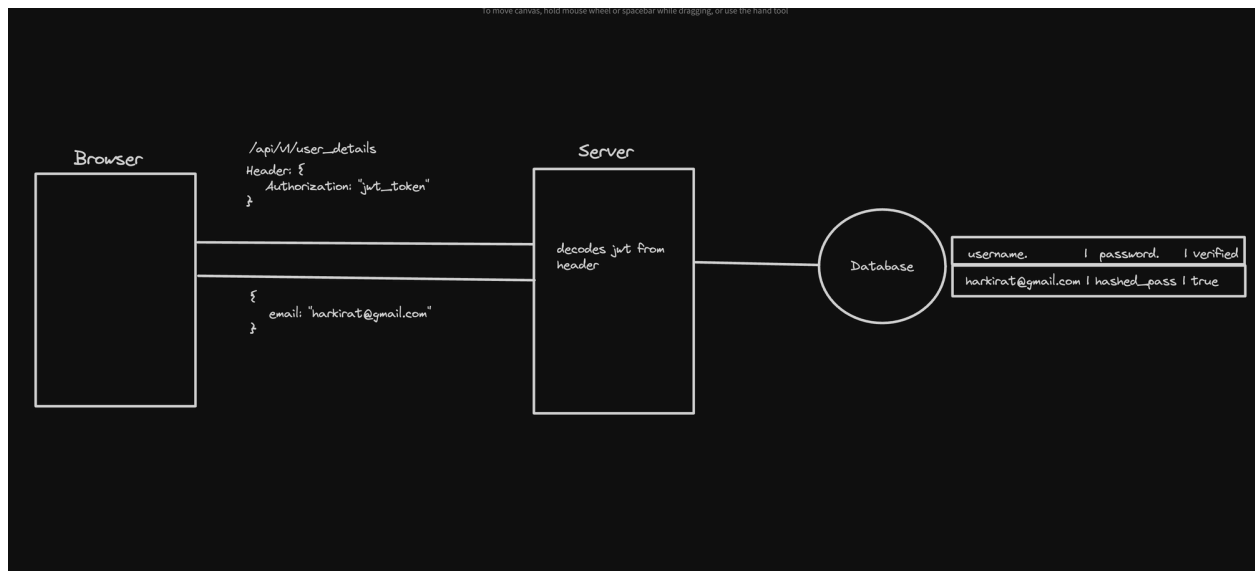 To move canvas, hold mouse wheel or spacebar while dragging, or use the hand tool
Browser
/api/v1/user_details
Header: {
Authorization: "jwt_token"
}
{
email: "harkirat@gmail.com"
}
Server
decodes jwt from
header
Database
username. | password. | verified
harkirat@gmail.com | hashed_pass | true